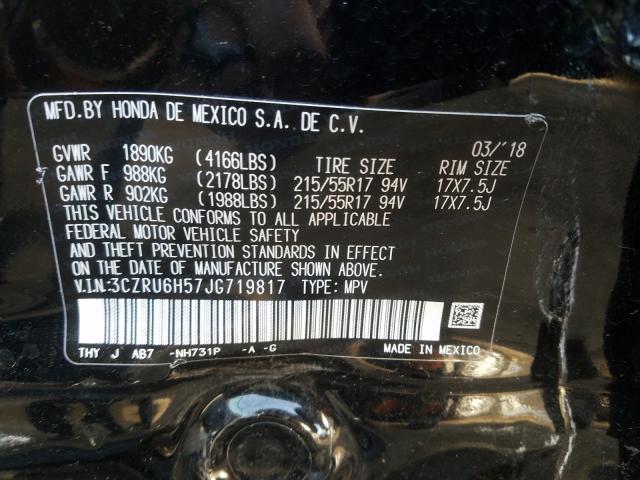 MFD.BY HONDA DE MEXICO S.A. DE C.V.
03/'18
GVWR 1890KG (4166LBS) TIRE SIZE RIM SIZE
GAWR F 988KG (2178LBS) 215/55R17 94V 17X7.5J
GAWR R 902KG (1988LBS) 215/55R17 94V 17X7.5J
THIS VEHICLE CONFORMS TO ALL APPLICABLE
FEDERAL MOTOR VEHICLE SAFETY
AND THEFT PREVENTION STANDARDS IN EFFECT
ON THE DATE OF MANUFACTURE SHOWN ABOVE.
V.I.N.:3CZRU6H57JG719817 TYPE: MPV
THY J AB7 -NH731P -A -G
MADE IN MEXICO